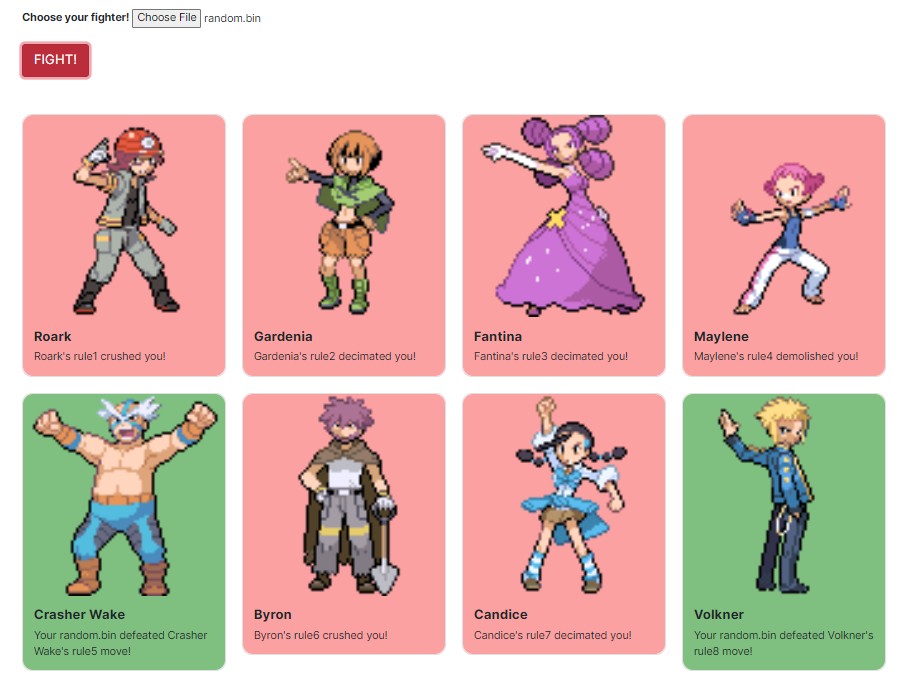 Choose your fighter! Choose File random.bin
FIGHT!
Roark
Roark's rule1 crushed you!
Gardenia
Gardenia's rule2 decimated you!
Fantina
Fantina's rule3 decimated you!
Maylene
Maylene's rule4 demolished you!
Crasher Wake
Your random.bin defeated Crasher
Wake's rule5 move!
Byron
Byron's rule6 crushed you!
Candice
Candice's rule7 decimated you!
Volkner
Your random.bin defeated Volkner's
rule8 move!